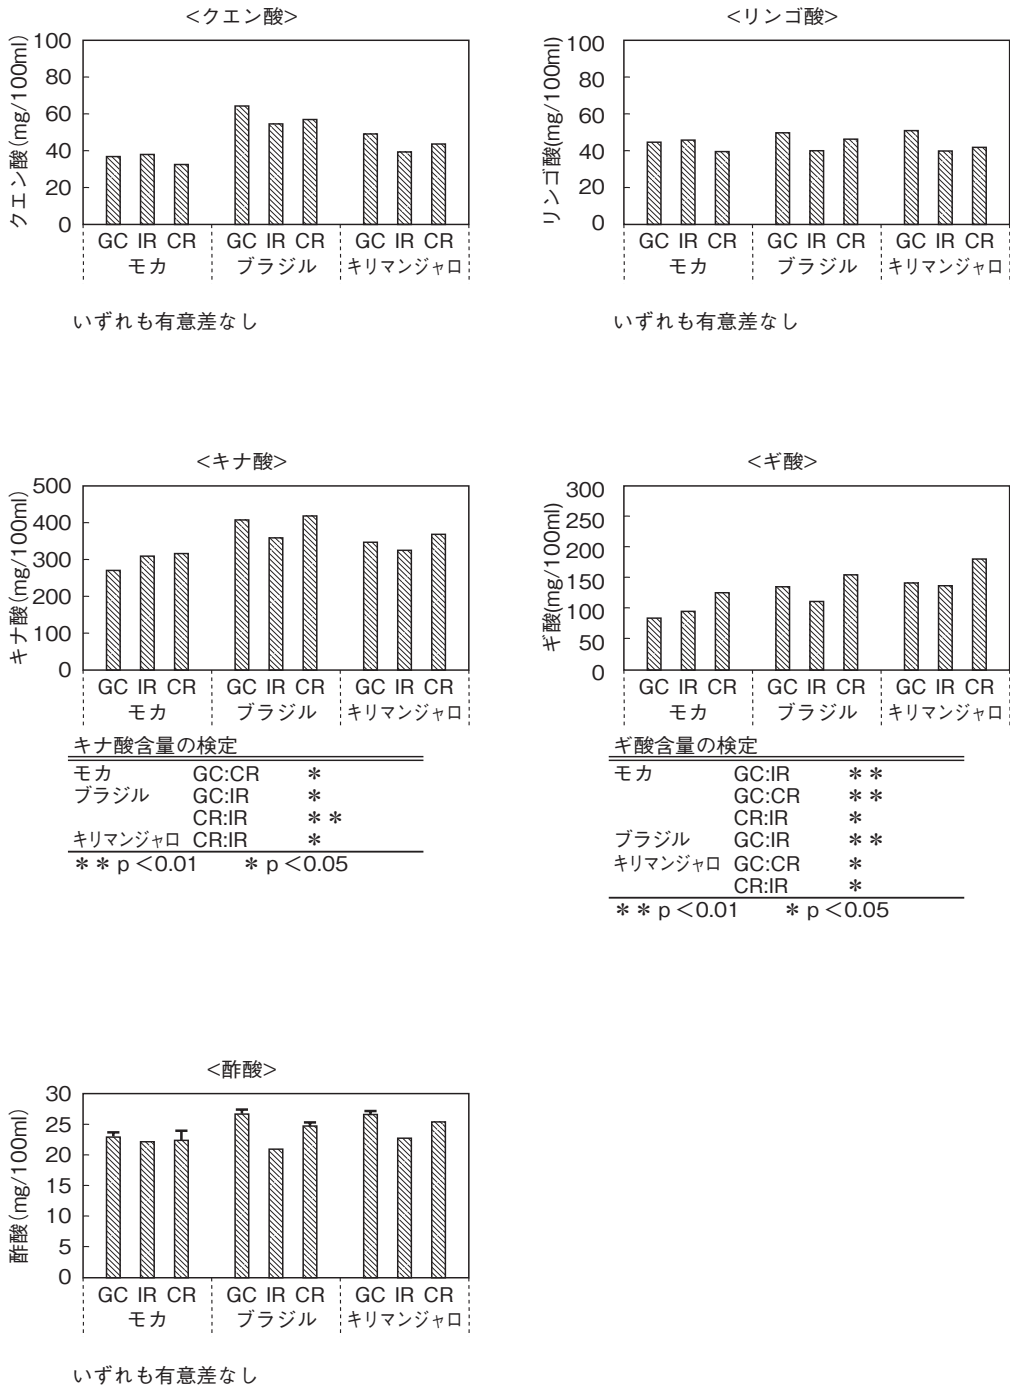 <クエン酸>
クエン酸(mg/100ml)
100
80
60
40
20
0
GC IR CR GC IR CR GC IR CR
モカ ブラジル キリマンジャロ
いずれも有意差なし
<リンゴ酸>
リンゴ酸(mg/100ml)
100
80
60
40
20
0
GC IR CR GC IR CR GC IR CR
モカ ブラジル キリマンジャロ
いずれも有意差なし
<キナ酸>
キナ酸(mg/100ml)
500
400
300
200
100
0
GC IR CR GC IR CR GC IR CR
モカ ブラジル キリマンジャロ
キナ酸含量の検定
モカ GC:CR *
ブラジル GC:IR *
CR:IR **
キリマンジャロ CR:IR *
** p<0.01 * p<0.05
<ギ酸>
ギ酸(mg/100ml)
300
250
200
150
100
50
0
GC IR CR GC IR CR GC IR CR
モカ ブラジル キリマンジャロ
ギ酸含量の検定
モカ GC:IR **
GC:CR **
CR:IR *
ブラジル GC:IR **
キリマンジャロ GC:CR *
CR:IR *
** p<0.01 * p<0.05
<酢酸>
酢酸(mg/100ml)
30
25
20
15
10
5
0
GC IR CR GC IR CR GC IR CR
モカ ブラジル キリマンジャロ
いずれも有意差なし